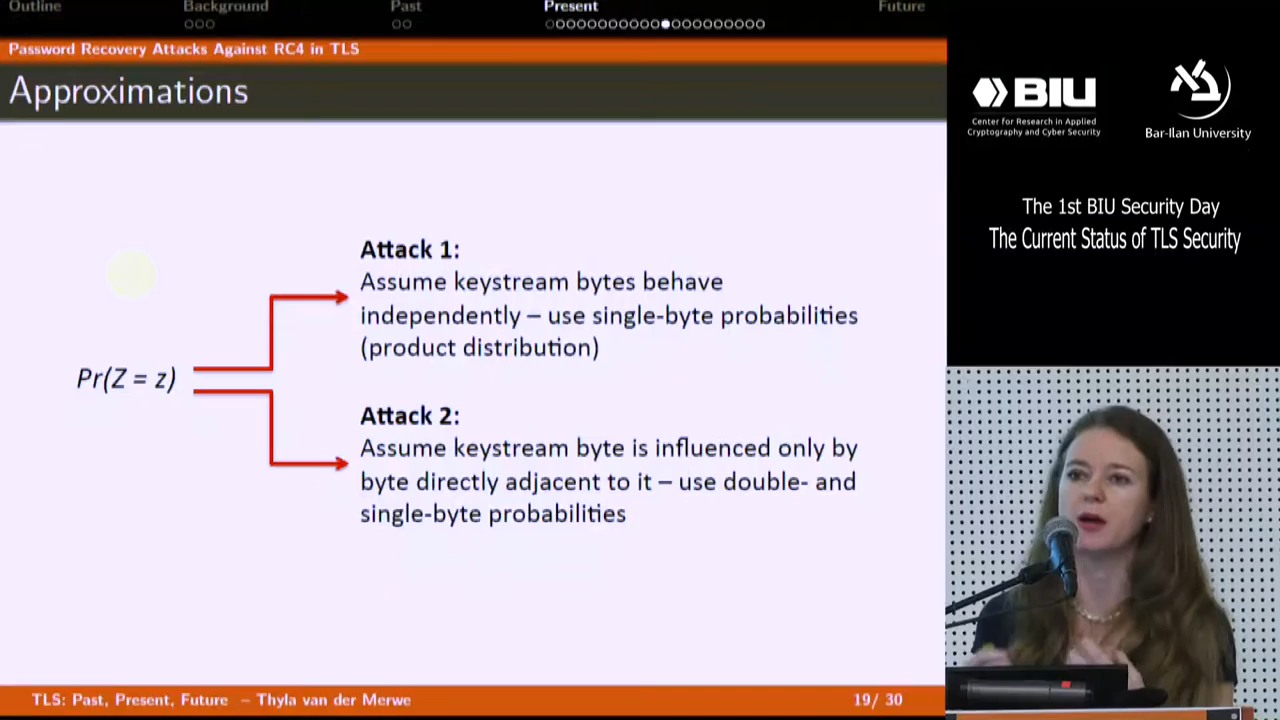 Outline Background Past Present Future
Password Recovery Attacks Against RC4 in TLS
Approximations
Attack 1:
Assume keystream bytes behave
independently – use single-byte probabilities
(product distribution)
Pr(Z = z)
Attack 2:
Assume keystream byte is influenced only by
byte directly adjacent to it – use double- and
single-byte probabilities
TLS: Past, Present, Future – Thyla van der Merwe 19/ 30
BIU
Center for Research in Applied
Cryptography and Cyber Security
Bar-Ilan University
The 1st BIU Security Day
The Current Status of TLS Security